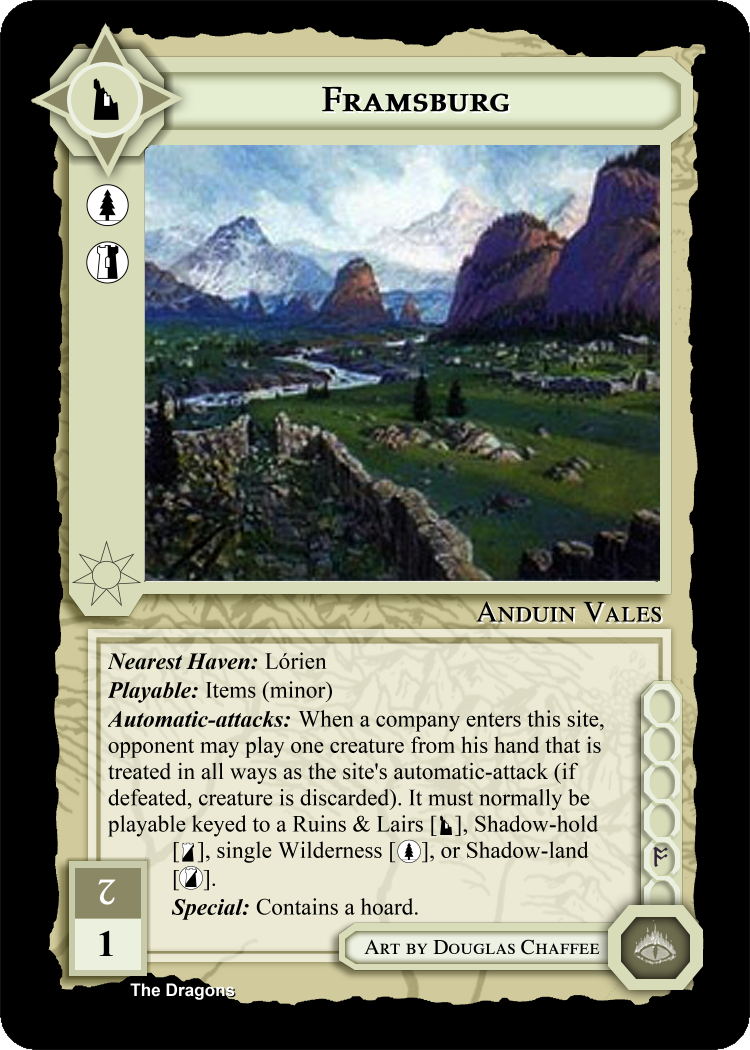 Framsburg
Anduin Vales
Nearest Haven: Lórien
Playable: Items (minor)
Automatic-attacks: When a company enters this site,
opponent may play one creature from his hand that is
treated in all ways as the site's automatic-attack (if
defeated, creature is discarded). It must normally be
playable keyed to a Ruins & Lairs [], Shadow-hold
[], single Wilderness [], or Shadow-land
[].
Special: Contains a hoard.
2
1
Art by Douglas Chaffee
The Dragons